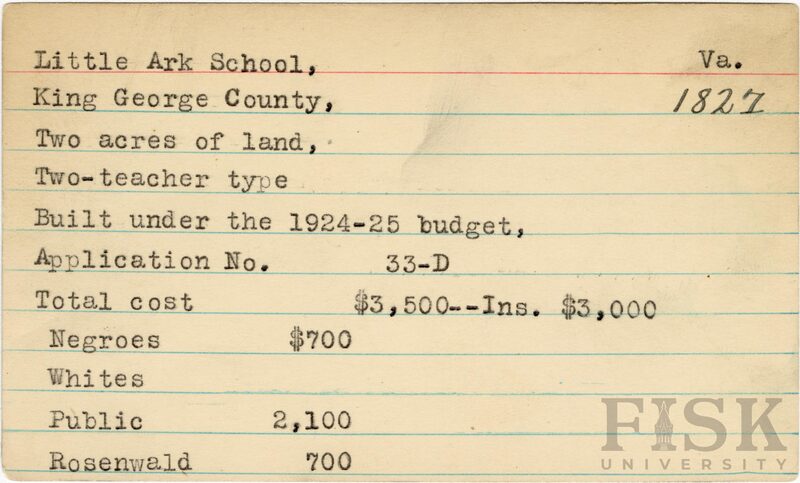 Little Ark School, Va.
King George County, 1827
Two acres of land,
Two-teacher type
Built under the 1924-25 budget,
Application No. 33-D
Total cost $3,500--Ins. $3,000
Negroes $700
Whites
Public 2,100
Rosenwald 700
FISK
UNIVERSITY